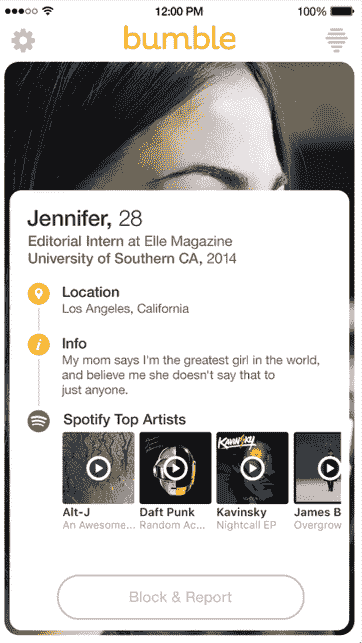 12:00 PM
100%
bumble
Jennifer, 28
Editorial Intern at Elle Magazine
University of Southern CA, 2014
Location
Los Angeles, California
i Info
My mom says I'm the greatest girl in the world,
and believe me she doesn't say that to
just anyone.
Spotify Top Artists
KAVINSKY
Alt-J
Daft Punk
Kavinsky
James B
An Awesome...
Random Ac...
Nightcall EP
Overgrow
Block & Report